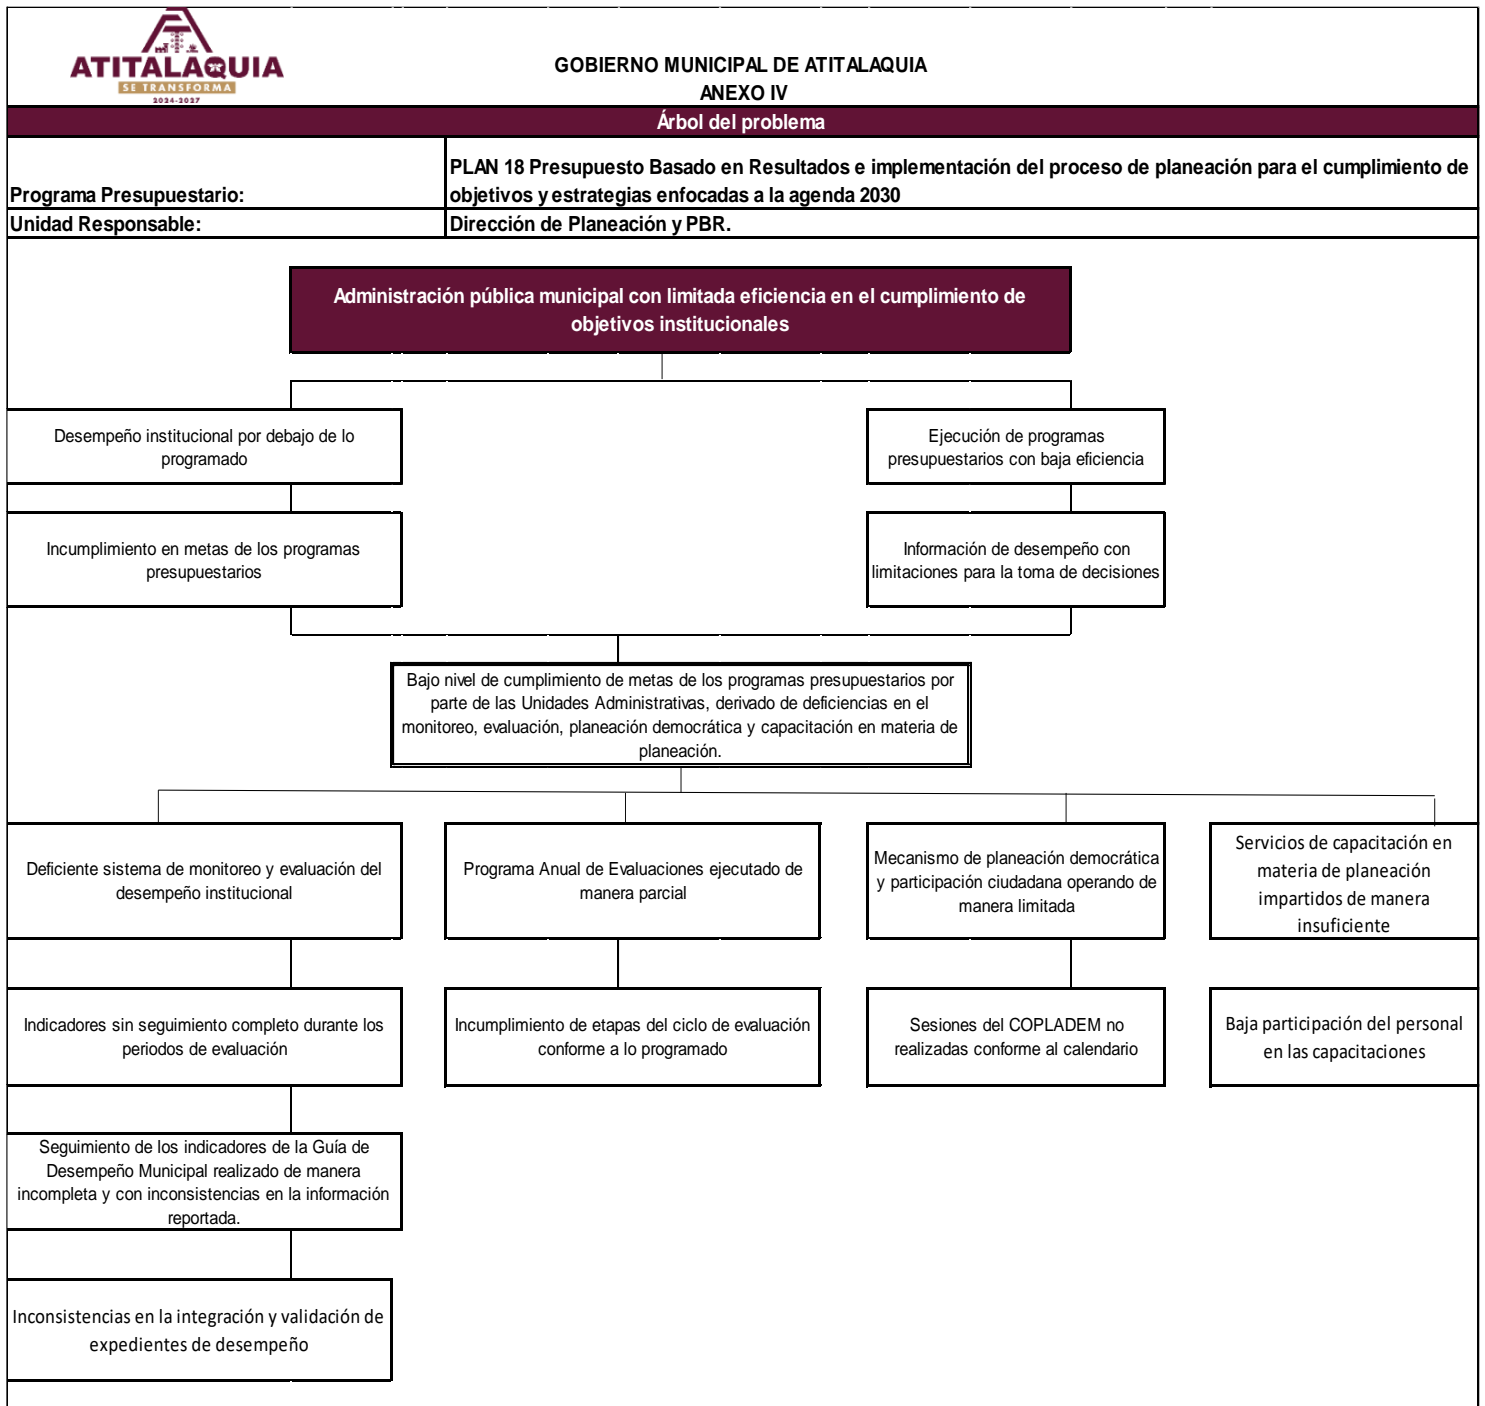 ATITALAQUIA
SE TRANSFORMA
2024-2027
GOBIERNO MUNICIPAL DE ATITALAQUIA
ANEXO IV
Árbol del problema
Programa Presupuestario:
PLAN 18 Presupuesto Basado en Resultados e implementación del proceso de planeación para el cumplimiento de
objetivos y estrategias enfocadas a la agenda 2030
Unidad Responsable:
Dirección de Planeación y PBR.
Administración pública municipal con limitada eficiencia en el cumplimiento de
objetivos institucionales
Desempeño institucional por debajo de lo
programado
Ejecución de programas
presupuestarios con baja eficiencia
Incumplimiento en metas de los programas
presupuestarios
Información de desempeño con
limitaciones para la toma de decisiones
Bajo nivel de cumplimiento de metas de los programas presupuestarios por
parte de las Unidades Administrativas, derivado de deficiencias en el
monitoreo, evaluación, planeación democrática y capacitación en materia de
planeación.
Deficiente sistema de monitoreo y evaluación del
desempeño institucional
Programa Anual de Evaluaciones ejecutado de
manera parcial
Mecanismo de planeación democrática
y participación ciudadana operando de
manera limitada
Servicios de capacitación en
materia de planeación
impartidos de manera
insuficiente
Indicadores sin seguimiento completo durante los
periodos de evaluación
Incumplimiento de etapas del ciclo de evaluación
conforme a lo programado
Sesiones del COPLADEM no
realizadas conforme al calendario
Baja participación del personal
en las capacitaciones
Seguimiento de los indicadores de la Guía de
Desempeño Municipal realizado de manera
incompleta y con inconsistencias en la información
reportada.
Inconsistencias en la integración y validación de
expedientes de desempeño